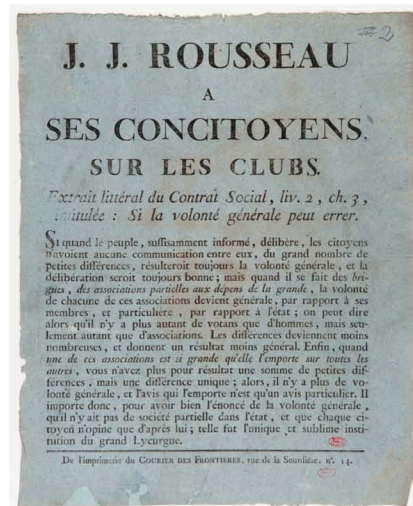 2
J. J. ROUSSEAU
A
SES CONCITOYENS,
SUR LES CLUBS.
Extrait littéral du Contrat Social, liv. 2, ch. 3,
intitulée : Si la volonté générale peut errer.
Si quand le peuple, suffisamment informé, délibère, les citoyens
n'avoient aucune communication entre eux, du grand nombre de
petites différences, résulteroit toujours la volonté générale, et la
délibération seroit toujours bonne ; mais quand il se fait des bri-
gues, des associations partielles aux dépens de la grande, la volonté
de chacune de ces associations devient générale, par rapport à ses
membres, et particulière, par rapport à l'état ; on peut dire
alors qu'il n'y a plus autant de votans que d'hommes, mais seu-
lement autant que d'associations. Les différences deviennent moins
nombreuses, et donnent un résultat moins général. Enfin, quand
une de ces associations est si grande qu'elle l'emporte sur toutes les
autres, vous n'avez plus pour résultat une somme de petites dif-
férences, mais une différence unique ; alors, il n'y a plus de vo-
lonté générale, et l'avis qui l'emporte n'est qu'un avis particulier. Il
importe donc, pour avoir bien l'énoncé de la volonté générale,
qu'il n'y ait pas de société partielle dans l'état, et que chaque ci-
toyen n'opine que d'après lui ; telle fut l'unique et sublime insti-
tution du grand Lycurgue.
De l'imprimerie du COURIER DES FRONTIERES, rue de la nº. 14.